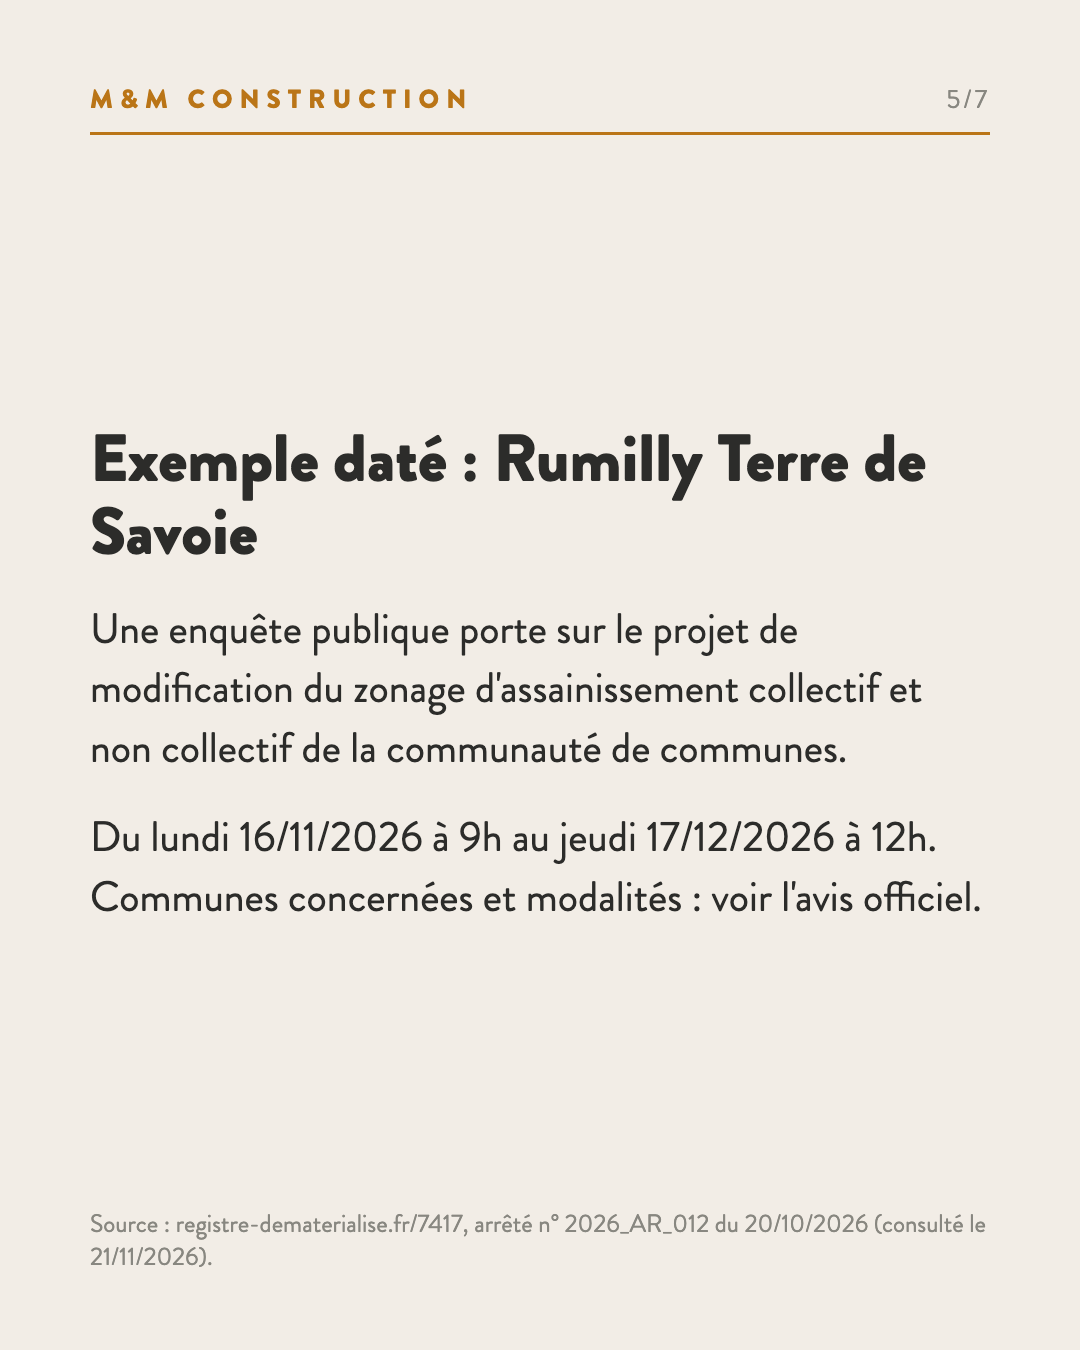 M&M CONSTRUCTION
5/7
Exemple daté : Rumilly Terre de
Savoie
Une enquête publique porte sur le projet de
modification du zonage d'assainissement collectif et
non collectif de la communauté de communes.
Du lundi 16/11/2026 à 9h au jeudi 17/12/2026 à 12h.
Communes concernées et modalités : voir l'avis officiel.
Source : registre-dematerialise.fr/7417, arrêté n° 2026_AR_012 du 20/10/2026 (consulté le
21/11/2026).